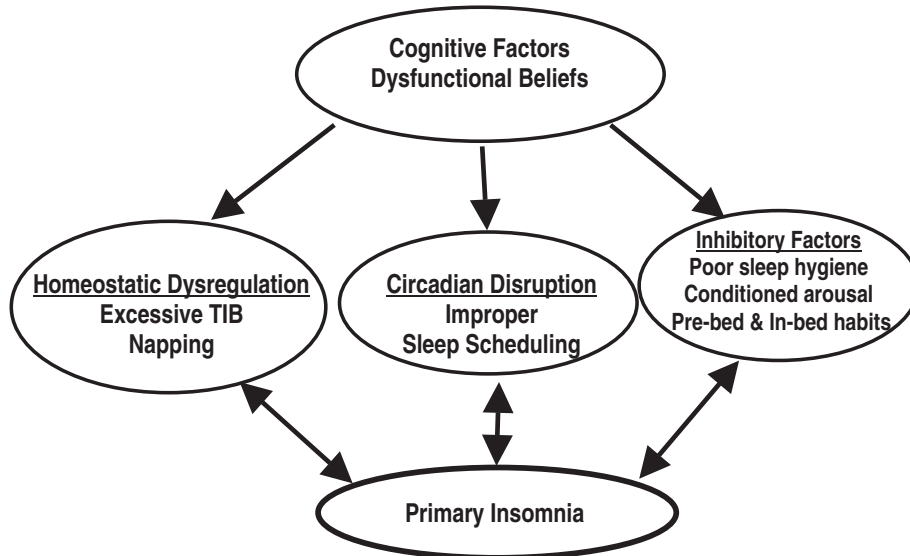 Cognitive Factors
Dysfunctional Beliefs
Homeostatic Dysregulation
Excessive TIB
Napping
Circadian Disruption
Improper
Sleep Scheduling
Inhibitory Factors
Poor sleep hygiene
Conditioned arousal
Pre-bed & In-bed habits
Primary Insomnia